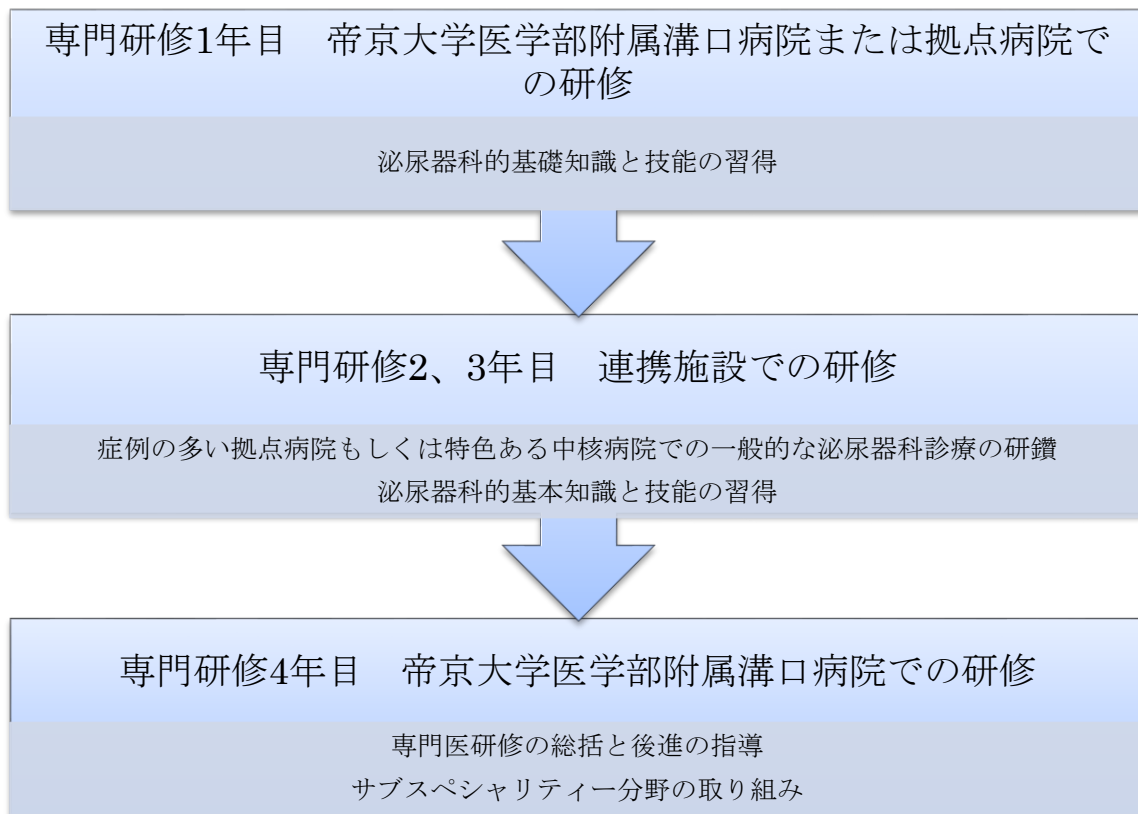 専門研修1年目　帝京大学医学部附属溝口病院または拠点病院で
の研修
泌尿器科的基礎知識と技能の習得
専門研修2、3年目　連携施設での研修
症例の多い拠点病院もしくは特色ある中核病院での一般的な泌尿器科診療の研鑽
泌尿器科的基本知識と技能の習得
専門研修4年目　帝京大学医学部附属溝口病院での研修
専門医研修の総括と後進の指導
サブスペシャリティー分野の取り組み